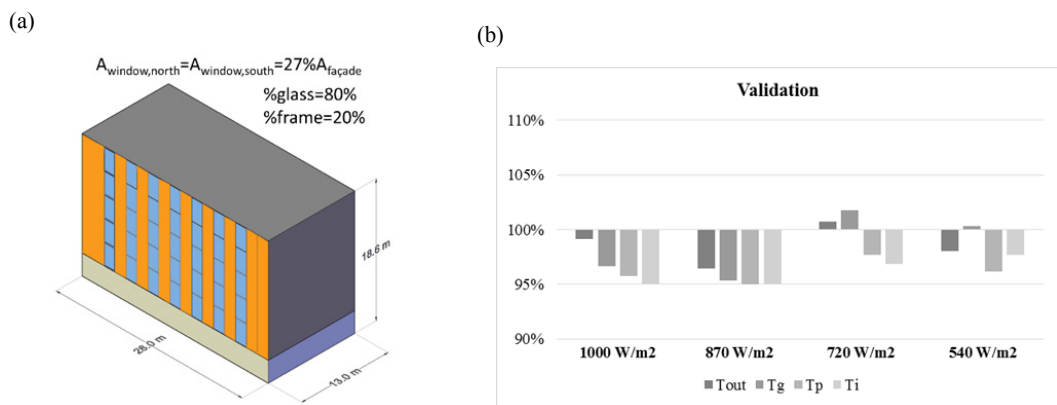 (a)
A_window,north=A_window,south=27%A_façade
%glass=80%
%frame=20%
18.6 m
28.0 m
13.0 m
(b)
Validation
110%
105%
100%
95%
90%
1000 W/m2 870 W/m2 720 W/m2 540 W/m2
Tout Tg Tp Ti